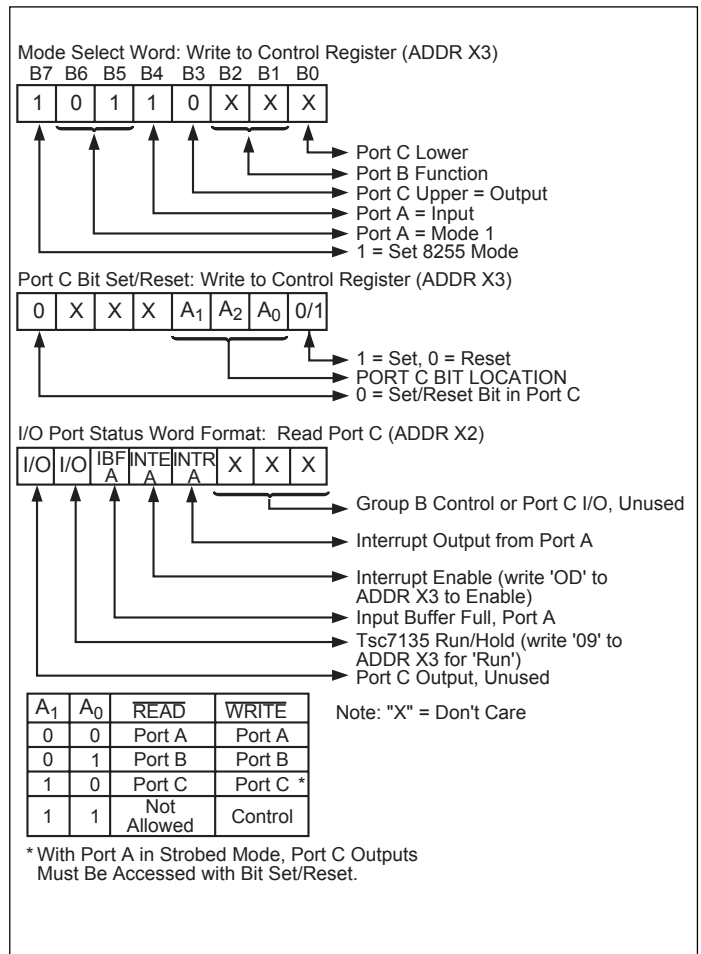 Mode Select Word: Write to Control Register (ADDR X3)
B7 B6 B5 B4 B3 B2 B1 B0
1 0 1 1 0 X X X
Port C Lower
Port B Function
Port C Upper = Output
Port A = Input
Port A = Mode 1
1 = Set 8255 Mode
Port C Bit Set/Reset: Write to Control Register (ADDR X3)
0 X X X A1 A2 A0 0/1
1 = Set, 0 = Reset
PORT C BIT LOCATION
0 = Set/Reset Bit in Port C
I/O Port Status Word Format: Read Port C (ADDR X2)
I/O I/O IBF INTE INTR X X X
A A A
Group B Control or Port C I/O, Unused
Interrupt Output from Port A
Interrupt Enable (write 'OD' to
ADDR X3 to Enable)
Input Buffer Full, Port A
Tsc7135 Run/Hold (write '09' to
ADDR X3 for 'Run')
Port C Output, Unused
A1 A0 READ WRITE
Note: "X" = Don't Care
0 0 Port A Port A
0 1 Port B Port B
1 0 Port C Port C *
1 1 Not Allowed Control
* With Port A in Strobed Mode, Port C Outputs
Must Be Accessed with Bit Set/Reset.